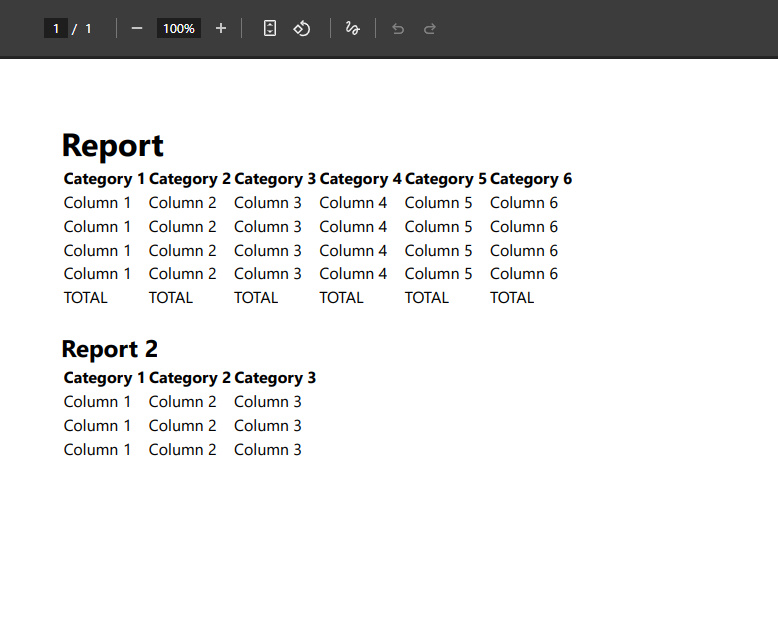 1 / 1 100%
Report
Category 1 Category 2 Category 3 Category 4 Category 5 Category 6
Column 1 Column 2 Column 3 Column 4 Column 5 Column 6
Column 1 Column 2 Column 3 Column 4 Column 5 Column 6
Column 1 Column 2 Column 3 Column 4 Column 5 Column 6
Column 1 Column 2 Column 3 Column 4 Column 5 Column 6
TOTAL TOTAL TOTAL TOTAL TOTAL TOTAL
Report 2
Category 1 Category 2 Category 3
Column 1 Column 2 Column 3
Column 1 Column 2 Column 3
Column 1 Column 2 Column 3